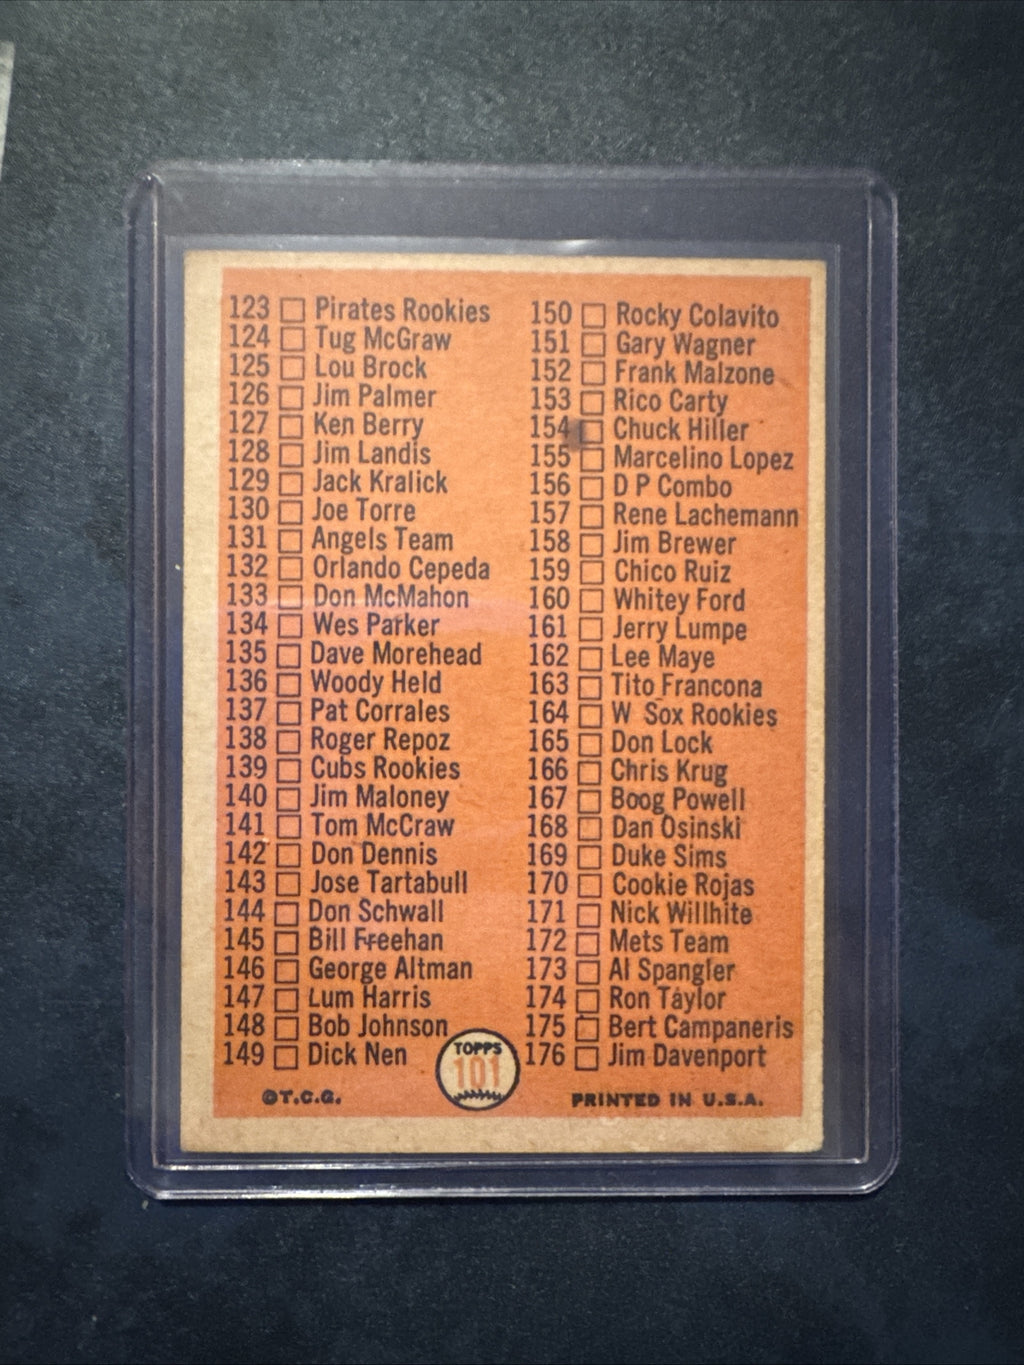 123 Pirates Rookies
124 Tug McGraw
125 Lou Brock
126 Jim Palmer
127 Ken Berry
128 Jim Landis
129 Jack Kralick
130 Joe Torre
131 Angels Team
132 Orlando Cepeda
133 Don McMahon
134 Wes Parker
135 Dave Morehead
136 Woody Held
137 Pat Corrales
138 Roger Repoz
139 Cubs Rookies
140 Jim Maloney
141 Tom McCraw
142 Don Dennis
143 Jose Tartabull
144 Don Schwall
145 Bill Freehan
146 George Altman
147 Lum Harris
148 Bob Johnson
149 Dick Nen
150 Rocky Colavito
151 Gary Wagner
152 Frank Malzone
153 Rico Carty
154 Chuck Hiller
155 Marcelino Lopez
156 D P Combo
157 Rene Lachemann
158 Jim Brewer
159 Chico Ruiz
160 Whitey Ford
161 Jerry Lumpe
162 Lee Maye
163 Tito Francona
164 W Sox Rookies
165 Don Lock
166 Chris Krug
167 Boog Powell
168 Dan Osinski
169 Duke Sims
170 Cookie Rojas
171 Nick Willhite
172 Mets Team
173 Al Spangler
174 Ron Taylor
175 Bert Campaneris
176 Jim Davenport
TOPPS
101
©T.C.G.
PRINTED IN U.S.A.